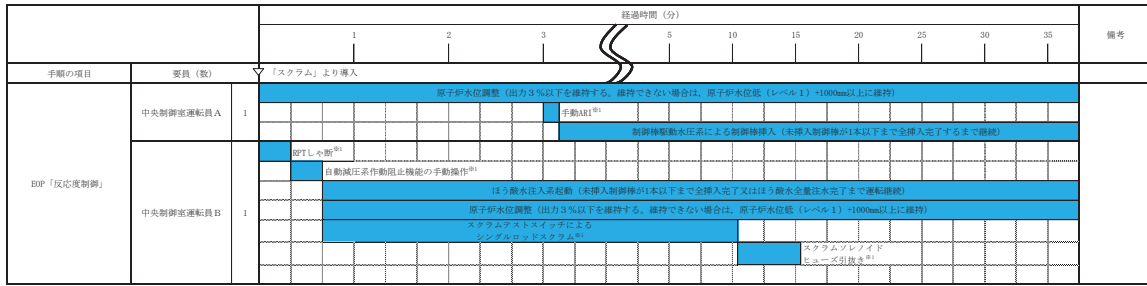 経過時間（分）
備考
1 2 3 5 10 15 20 25 30 35
手順の項目 要員（数） 「スクラム」より導入
EOP「反応度制御」
中央制御室運転員A 1
原子炉水位調整（出力３％以下を維持する。維持できない場合は，原子炉水位低（レベル１）+1000mm以上に維持）
手動ARI※1
制御棒駆動水圧系による制御棒挿入（未挿入制御棒が1本以下まで全挿入完了するまで継続）
中央制御室運転員B 1
RPTしゃ断※1
自動減圧系作動阻止機能の手動操作※1
ほう酸水注入系起動（未挿入制御棒が1本以下まで全挿入完了又はほう酸水全量注水完了まで運転継続）
原子炉水位調整（出力３％以下を維持する。維持できない場合は，原子炉水位低（レベル１）+1000mm以上に維持）
スクラムテストスイッチによる
シングルロッドスクラム※1
スクラムソレノイド
ヒューズ引抜き※1